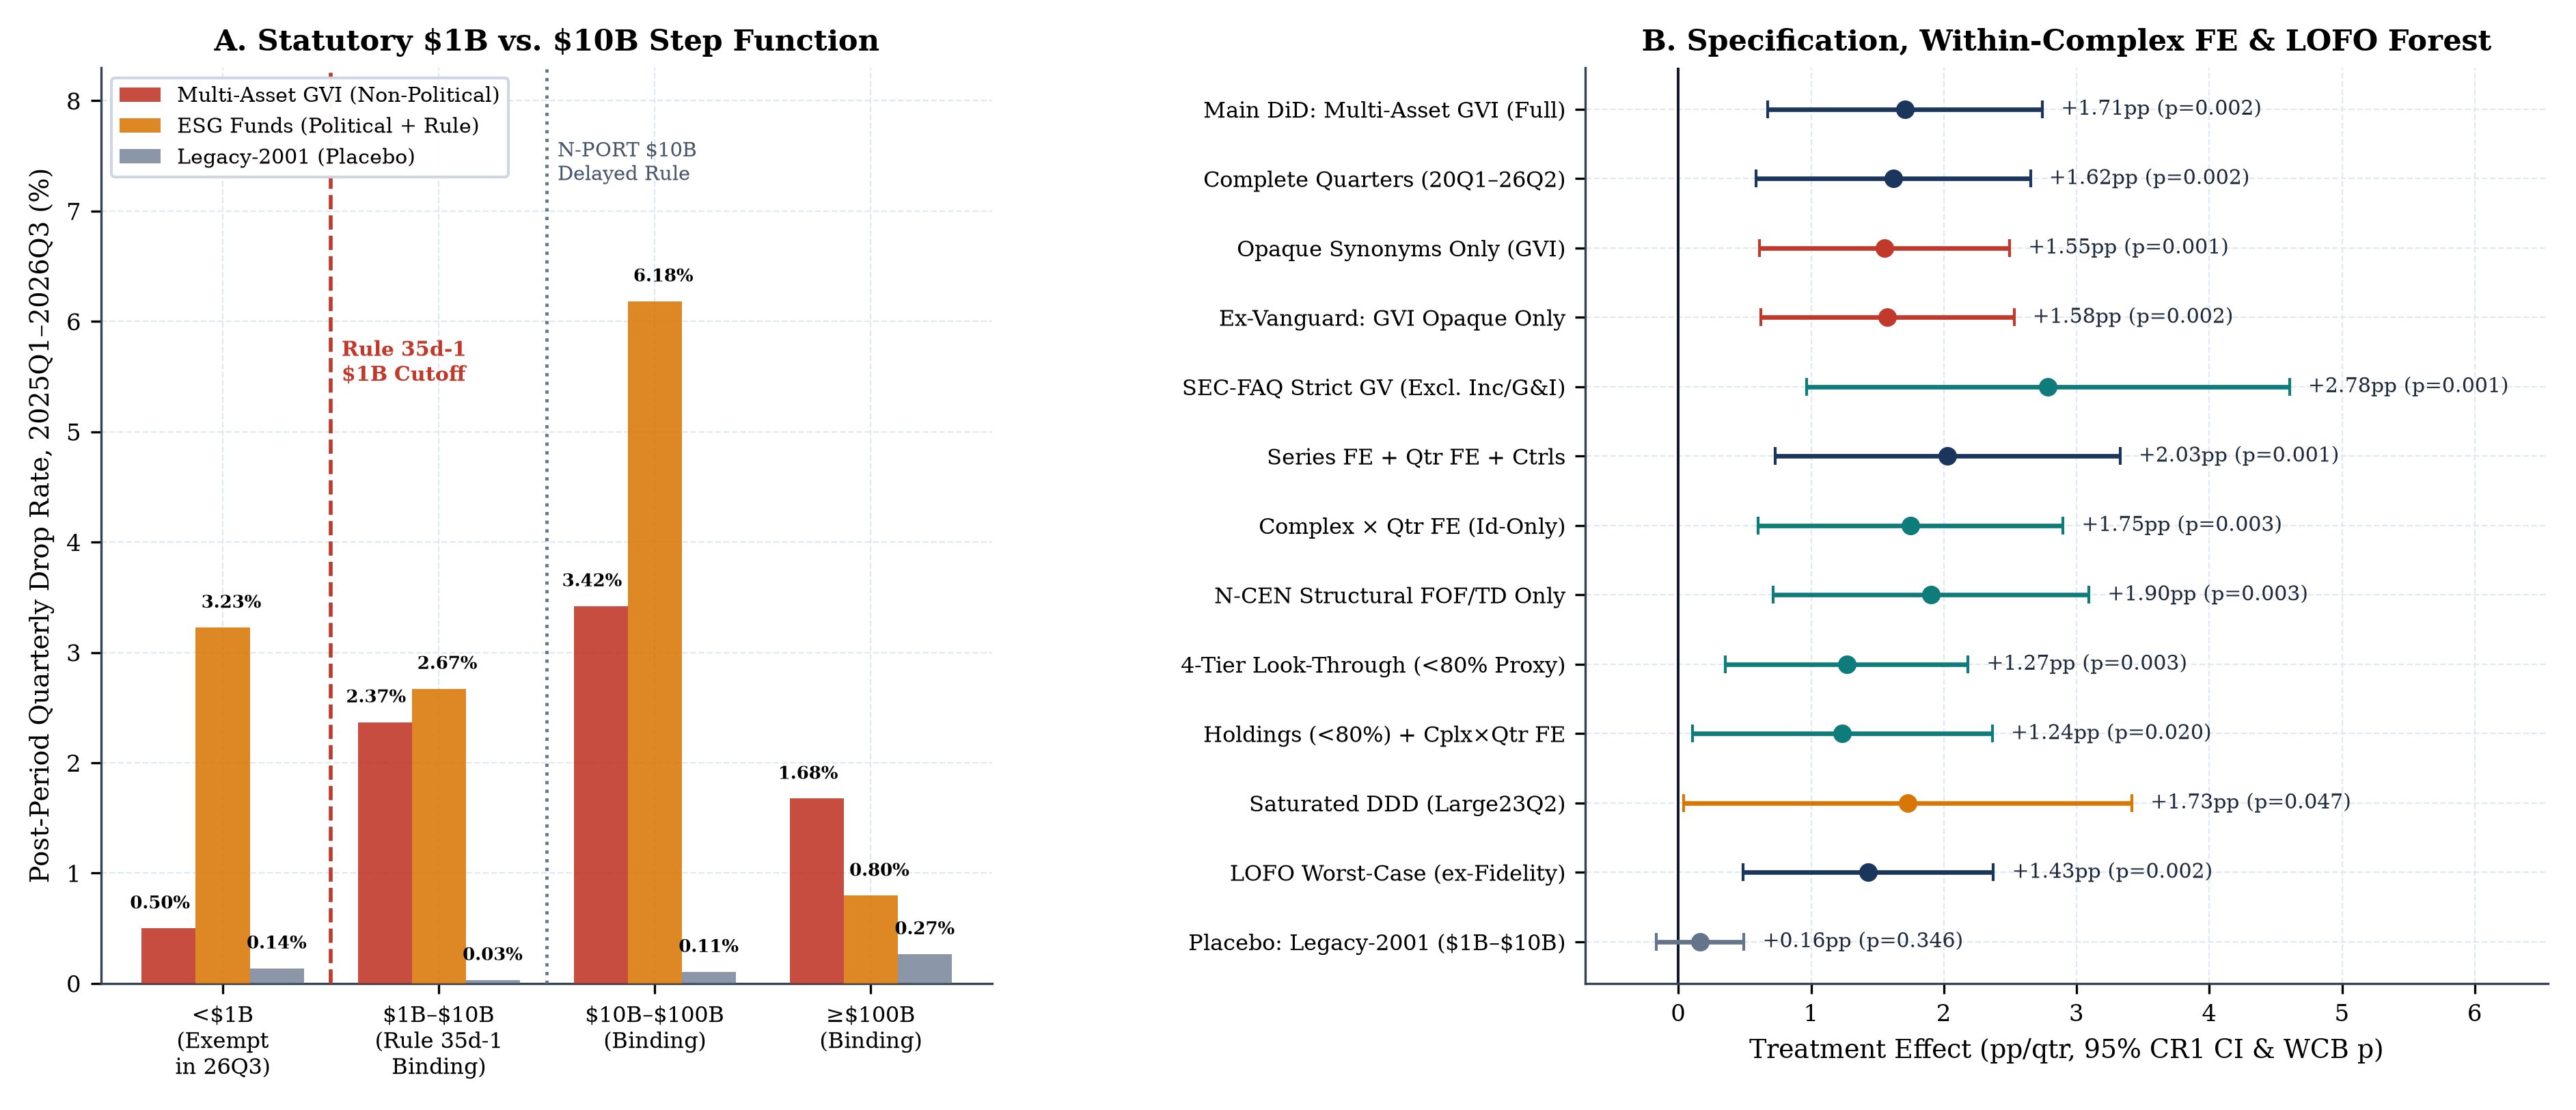 A. Statutory $1B vs. $10B Step Function
Post-Period Quarterly Drop Rate, 2025Q1–2026Q3 (%)
8
7
6
5
4
3
2
1
0
Multi-Asset GVI (Non-Political)
ESG Funds (Political + Rule)
Legacy-2001 (Placebo)
N-PORT $10B
Delayed Rule
Rule 35d-1
$1B Cutoff
0.50%
3.23%
0.14%
2.37%
2.67%
0.03%
3.42%
6.18%
0.11%
1.68%
0.80%
0.27%
<$1B
(Exempt
in 26Q3)
$1B–$10B
(Rule 35d-1
Binding)
$10B–$100B
(Binding)
≥$100B
(Binding)
B. Specification, Within-Complex FE & LOFO Forest
Main DiD: Multi-Asset GVI (Full)
+1.71pp (p=0.002)
Complete Quarters (20Q1–26Q2)
+1.62pp (p=0.002)
Opaque Synonyms Only (GVI)
+1.55pp (p=0.001)
Ex-Vanguard: GVI Opaque Only
+1.58pp (p=0.002)
SEC-FAQ Strict GV (Excl. Inc/G&I)
+2.78pp (p=0.001)
Series FE + Qtr FE + Ctrls
+2.03pp (p=0.001)
Complex × Qtr FE (Id-Only)
+1.75pp (p=0.003)
N-CEN Structural FOF/TD Only
+1.90pp (p=0.003)
4-Tier Look-Through (<80% Proxy)
+1.27pp (p=0.003)
Holdings (<80%) + Cplx×Qtr FE
+1.24pp (p=0.020)
Saturated DDD (Large23Q2)
+1.73pp (p=0.047)
LOFO Worst-Case (ex-Fidelity)
+1.43pp (p=0.002)
Placebo: Legacy-2001 ($1B–$10B)
+0.16pp (p=0.346)
0
1
2
3
4
5
6
Treatment Effect (pp/qtr, 95% CR1 CI & WCB p)